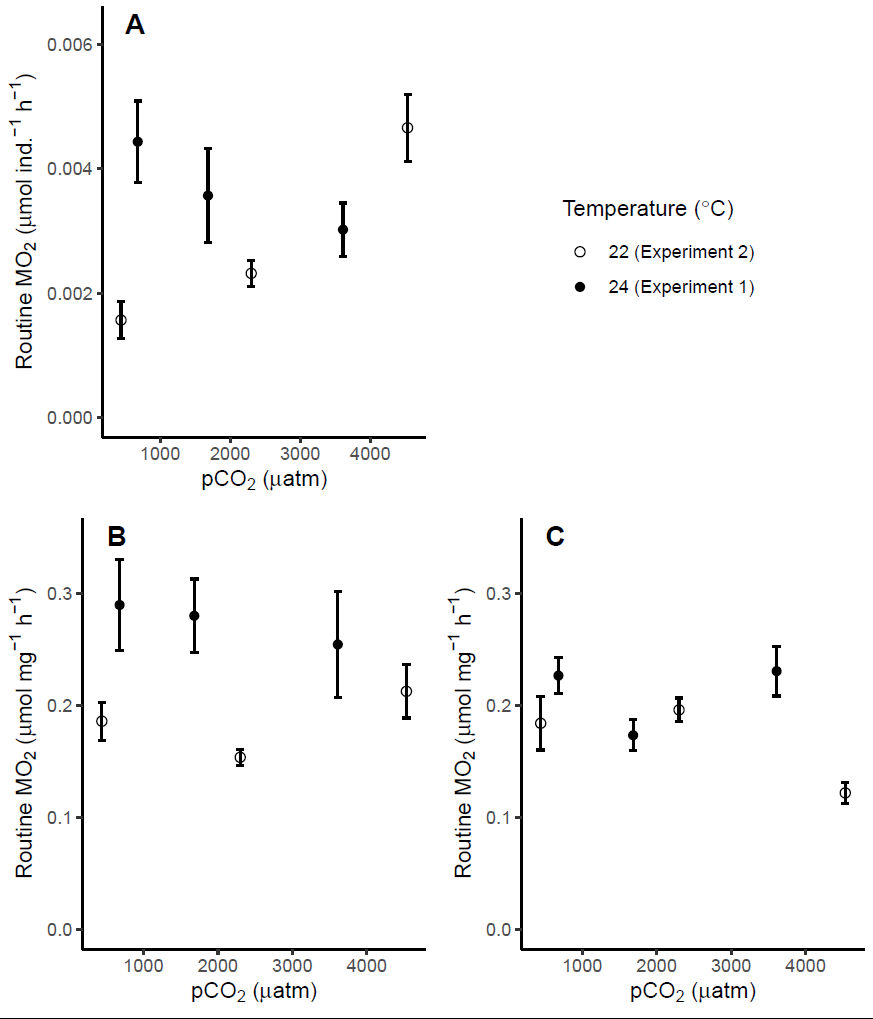 A
0.006
0.004
0.002
0.000
Routine MO₂ (μmol ind.⁻¹ h⁻¹)
1000 2000 3000 4000
pCO₂ (μatm)
Temperature (°C)
22 (Experiment 2)
24 (Experiment 1)
B
0.3
0.2
0.1
0.0
Routine MO₂ (μmol mg⁻¹ h⁻¹)
1000 2000 3000 4000
pCO₂ (μatm)
C
0.3
0.2
0.1
0.0
Routine MO₂ (μmol mg⁻¹ h⁻¹)
1000 2000 3000 4000
pCO₂ (μatm)